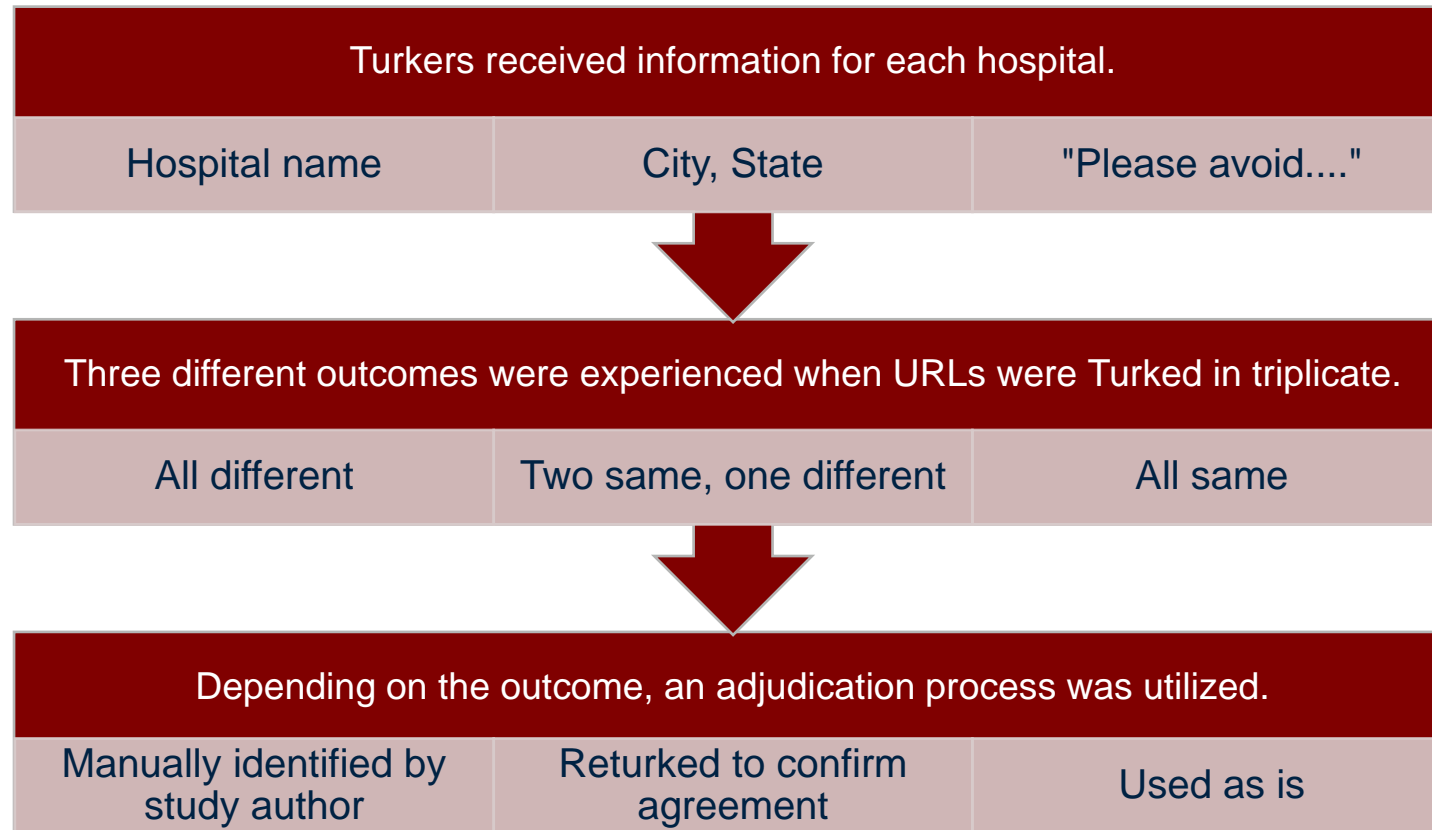 Turkers received information for each hospital.
Hospital name
City, State
"Please avoid...."
Three different outcomes were experienced when URLs were Turked in triplicate.
All different
Two same, one different
All same
Depending on the outcome, an adjudication process was utilized.
Manually identified by
study author
Returked to confirm
agreement
Used as is